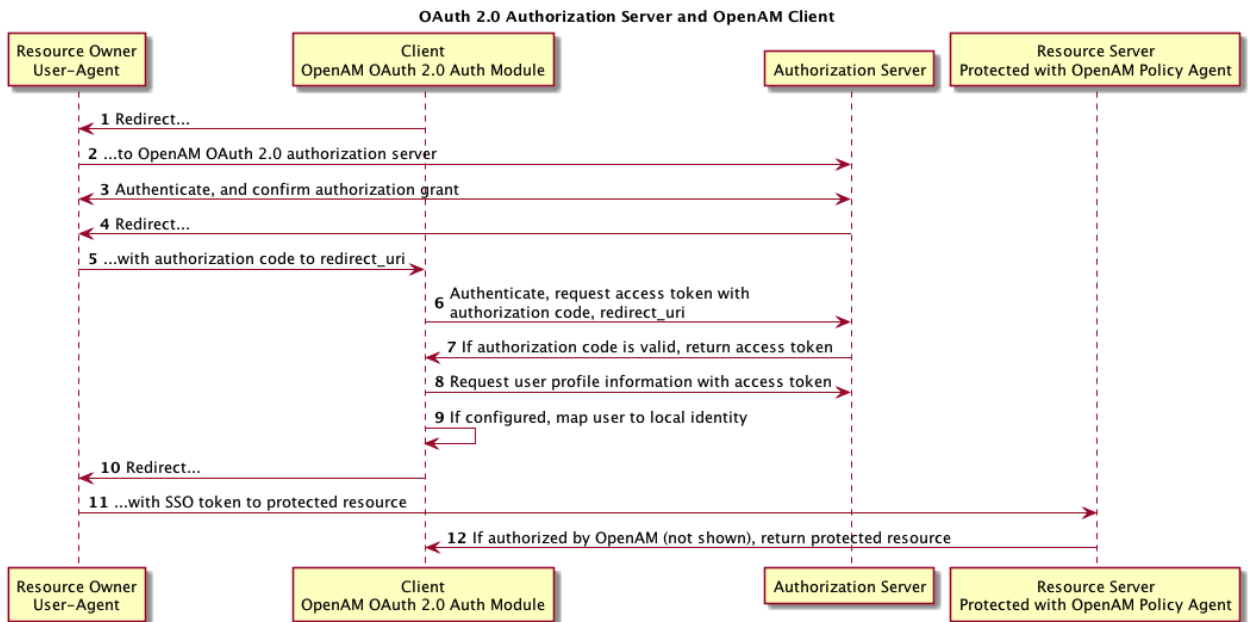 OAuth 2.0 Authorization Server and OpenAM Client
Resource Owner
User-Agent
Client
OpenAM OAuth 2.0 Auth Module
Authorization Server
Resource Server
Protected with OpenAM Policy Agent
1 Redirect...
2 ...to OpenAM OAuth 2.0 authorization server
3 Authenticate, and confirm authorization grant
4 Redirect...
5 ...with authorization code to redirect_uri
6 Authenticate, request access token with
authorization code, redirect_uri
7 If authorization code is valid, return access token
8 Request user profile information with access token
9 If configured, map user to local identity
10 Redirect...
11 ...with SSO token to protected resource
12 If authorized by OpenAM (not shown), return protected resource
Resource Owner
User-Agent
Client
OpenAM OAuth 2.0 Auth Module
Authorization Server
Resource Server
Protected with OpenAM Policy Agent